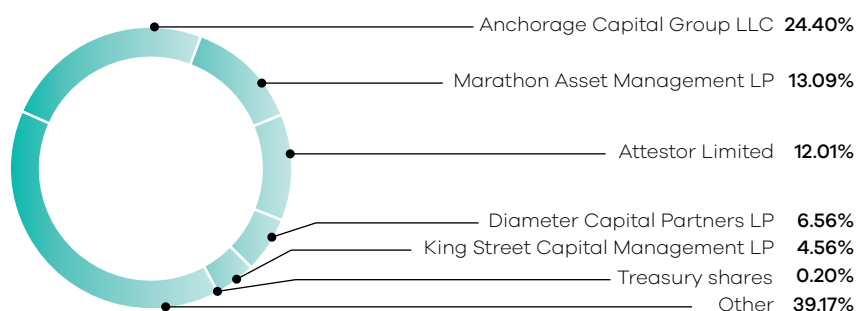 Anchorage Capital Group LLC 24.40%
Marathon Asset Management LP 13.09%
Attestor Limited 12.01%
Diameter Capital Partners LP 6.56%
King Street Capital Management LP 4.56%
Treasury shares 0.20%
Other 39.17%